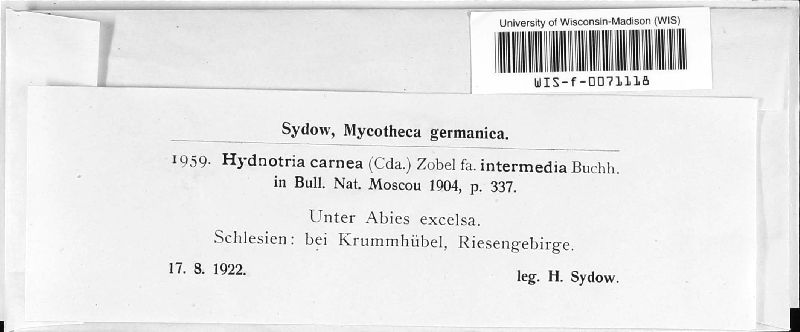 University of Wisconsin-Madison (WIS)
WIS-f-0071118
Sydow, Mycotheca germanica.
1959. Hydnotria carnea (Cda.) Zobel fa. intermedia Buchh.
in Bull. Nat. Moscou 1904, p. 337.
Unter Abies excelsa.
Schlesien: bei Krummhübel, Riesengebirge.
17. 8. 1922.
leg. H. Sydow.